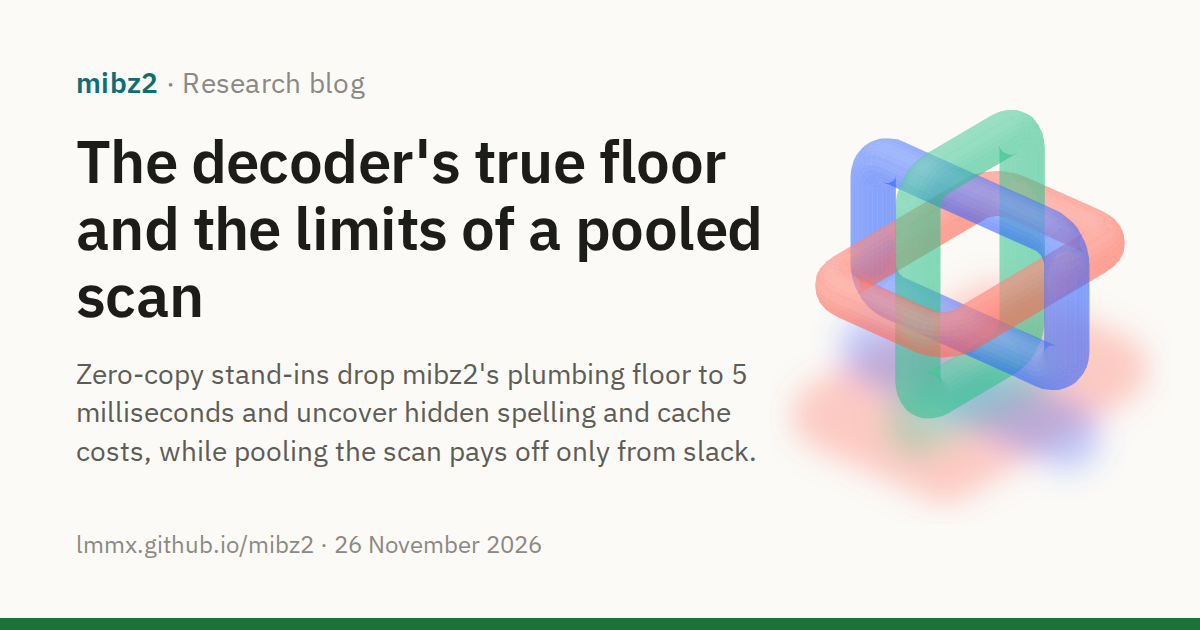 mibz2 · Research blog
The decoder's true floor
and the limits of a pooled
scan
Zero-copy stand-ins drop mibz2's plumbing floor to 5
milliseconds and uncover hidden spelling and cache
costs, while pooling the scan pays off only from slack.
lmmx.github.io/mibz2 · 26 November 2026